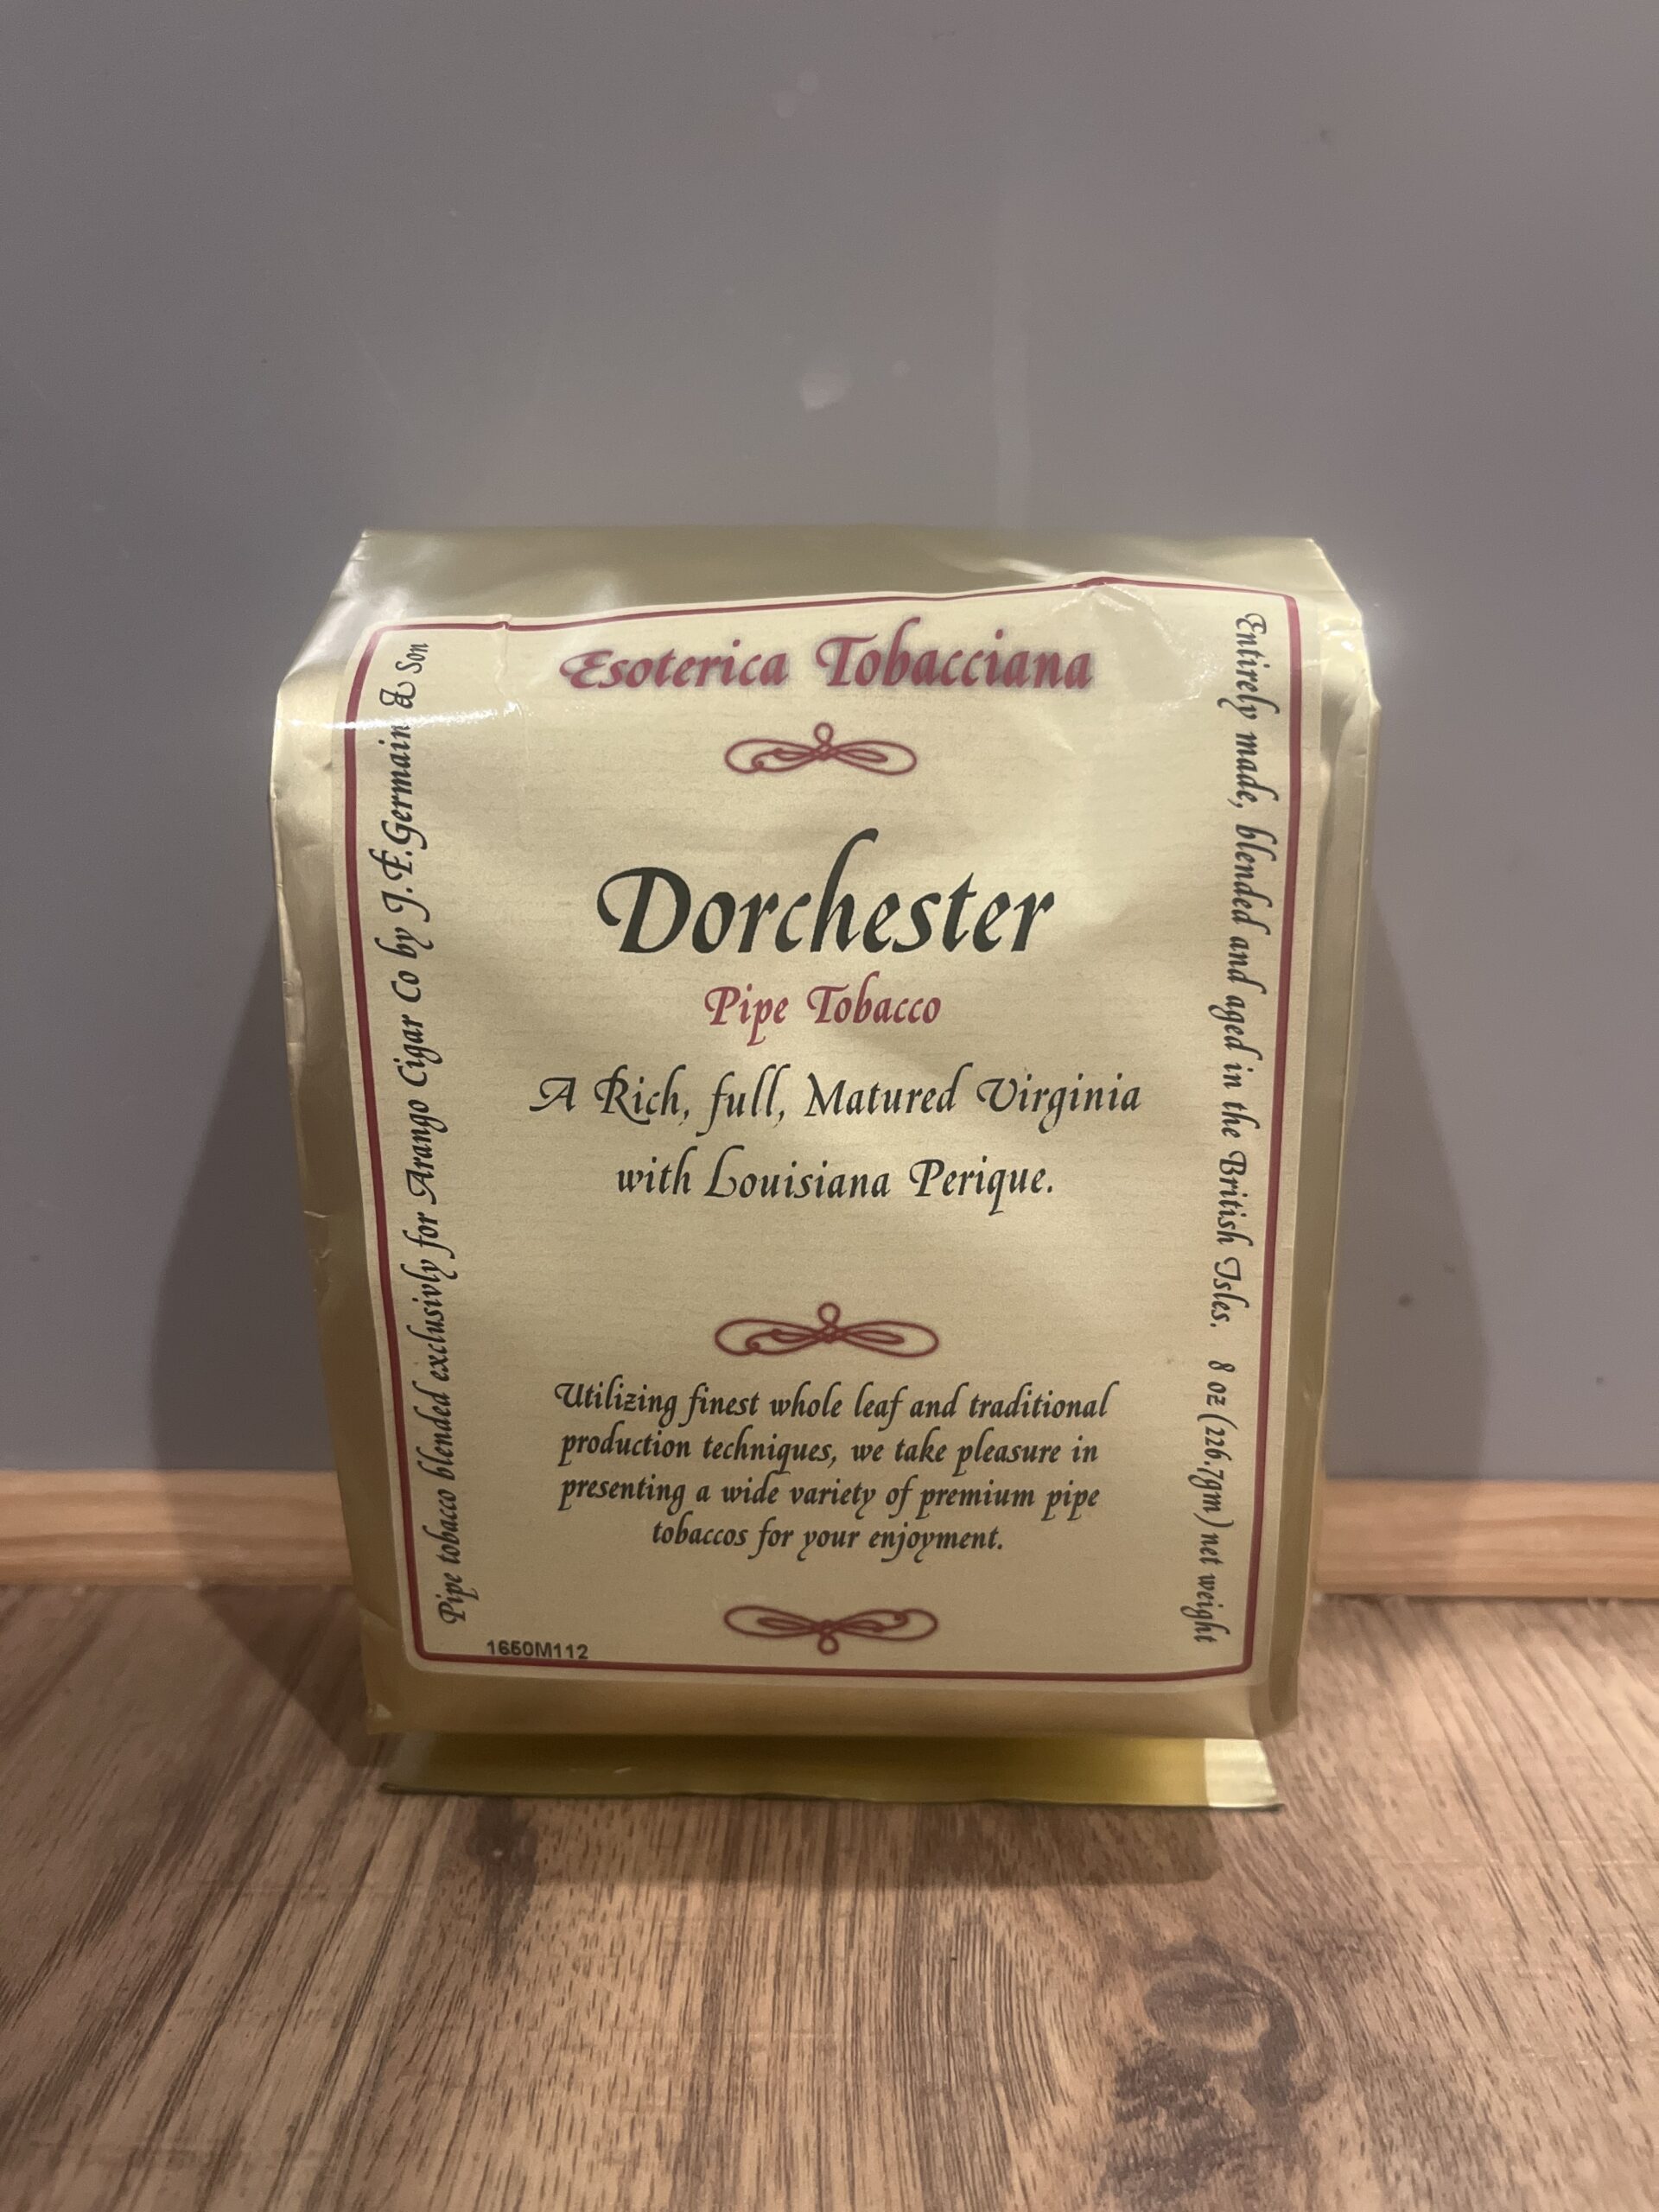 Esoterica Tobacciana
Dorchester
Pipe Tobacco
A Rich, full, Matured Virginia
with Louisiana Perique.
Utilizing finest whole leaf and traditional
production techniques, we take pleasure in
presenting a wide variety of premium pipe
tobaccos for your enjoyment.
Pipe tobacco blended exclusivly for Arango Cigar Co by J.F.Germain & Son
Entirely made, blended and aged in the British Isles. 8 oz (226.7gm) net weight
1650M112